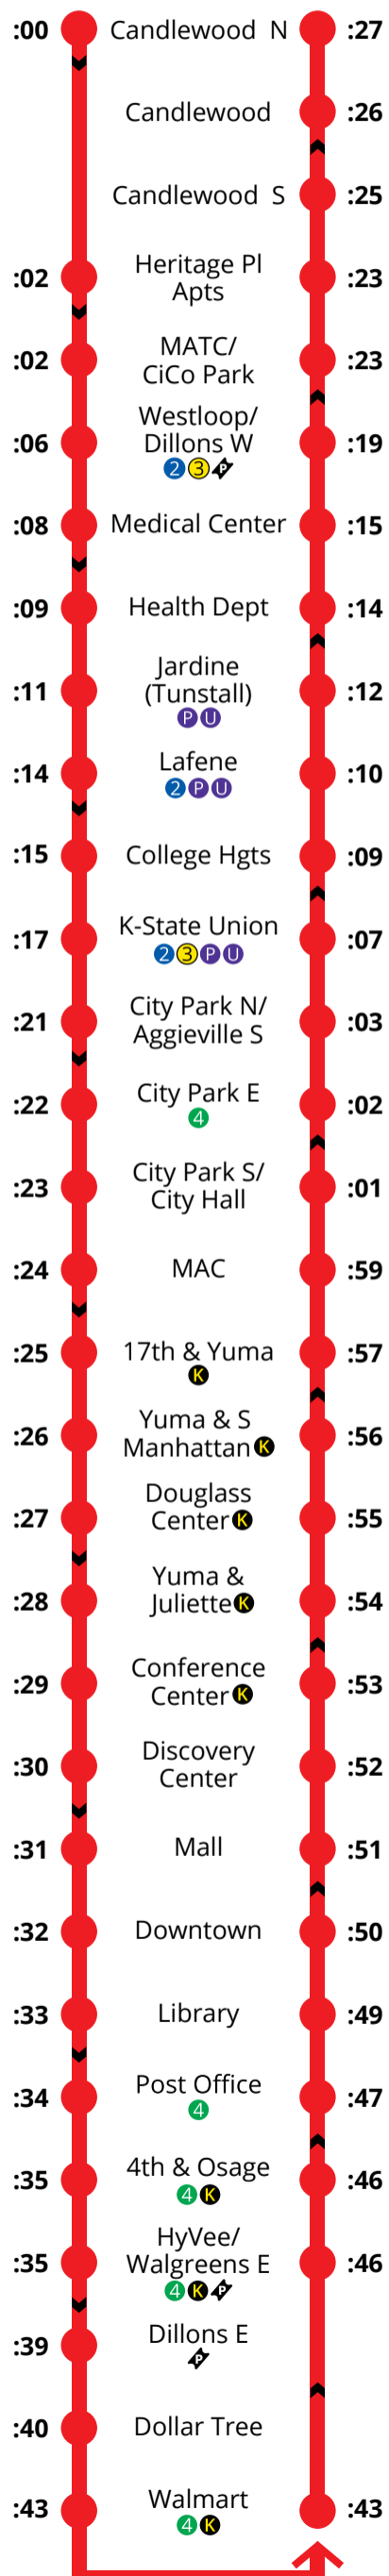 :00 Candlewood N :27
Candlewood :26
Candlewood S :25
:02 Heritage Pl :23
Apts
:02 MATC/ :23
CiCo Park
:06 Westloop/ :19
Dillons W
2 3 P
:08 Medical Center :15
:09 Health Dept :14
:11 Jardine :12
(Tunstall)
P U
:14 Lafene :10
2 P U
:15 College Hgts :09
:17 K-State Union :07
2 3 P U
:21 City Park N/ :03
Aggieville S
:22 City Park E :02
4
:23 City Park S/ :01
City Hall
:24 MAC :59
:25 17th & Yuma :57
K
:26 Yuma & S :56
Manhattan K
:27 Douglass :55
Center K
:28 Yuma & :54
Juliette K
:29 Conference :53
Center K
:30 Discovery :52
Center
:31 Mall :51
:32 Downtown :50
:33 Library :49
:34 Post Office :47
4
:35 4th & Osage :46
4 K
:35 HyVee/ :46
Walgreens E
4 K P
:39 Dillons E
P
:40 Dollar Tree
:43 Walmart :43
4 K